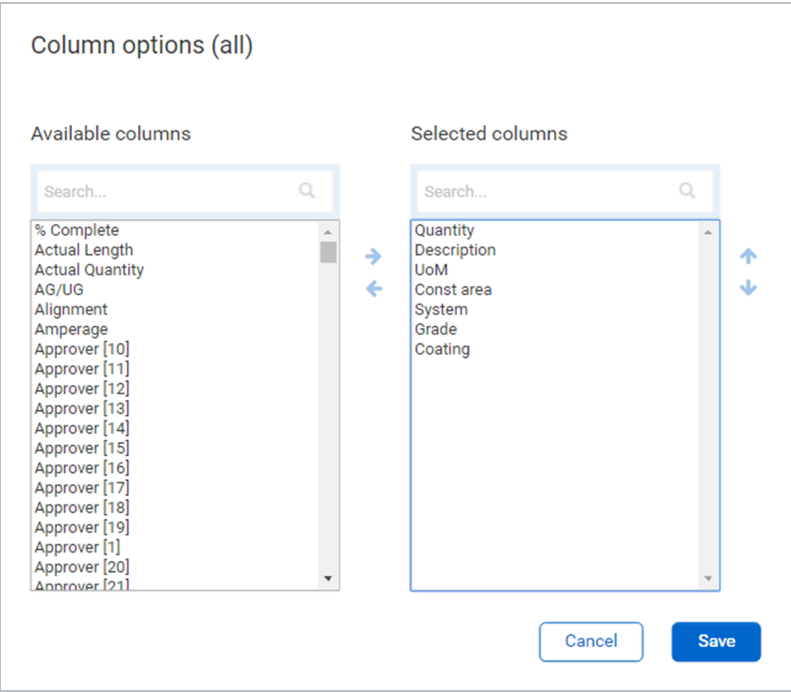 Column options (all)
Available columns
Search...
% Complete
Actual Length
Actual Quantity
AG/UG
Alignment
Amperage
Approver [10]
Approver [11]
Approver [12]
Approver [13]
Approver [14]
Approver [15]
Approver [16]
Approver [17]
Approver [18]
Approver [19]
Approver [1]
Approver [20]
Approver [21]
Selected columns
Search...
Quantity
Description
UoM
Const area
System
Grade
Coating
Cancel
Save